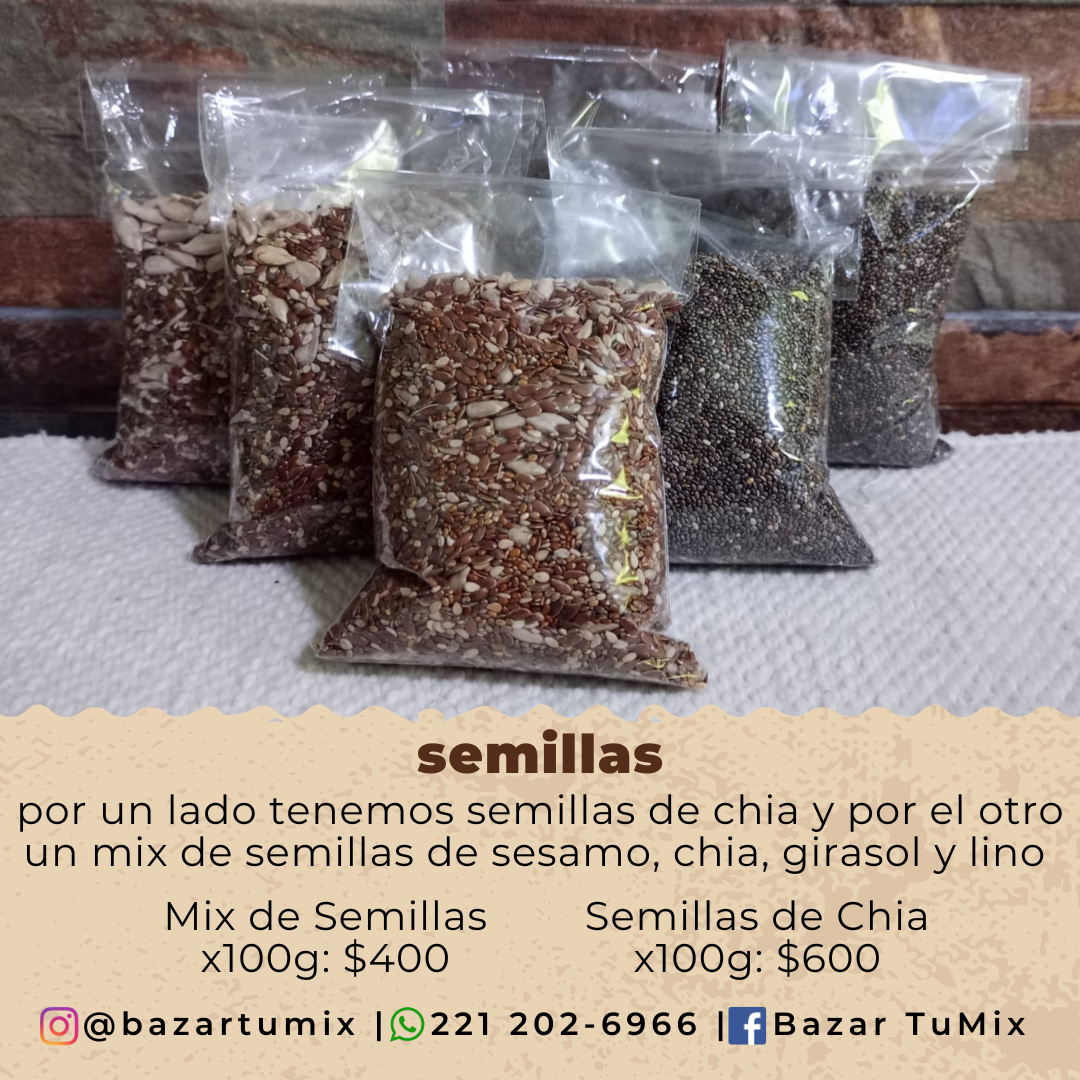 semillas
por un lado tenemos semillas de chia y por el otro
un mix de semillas de sesamo, chia, girasol y lino
Mix de Semillas
x100g: $400
Semillas de Chia
x100g: $600
@bazartumix | 221 202-6966 | Bazar TuMix